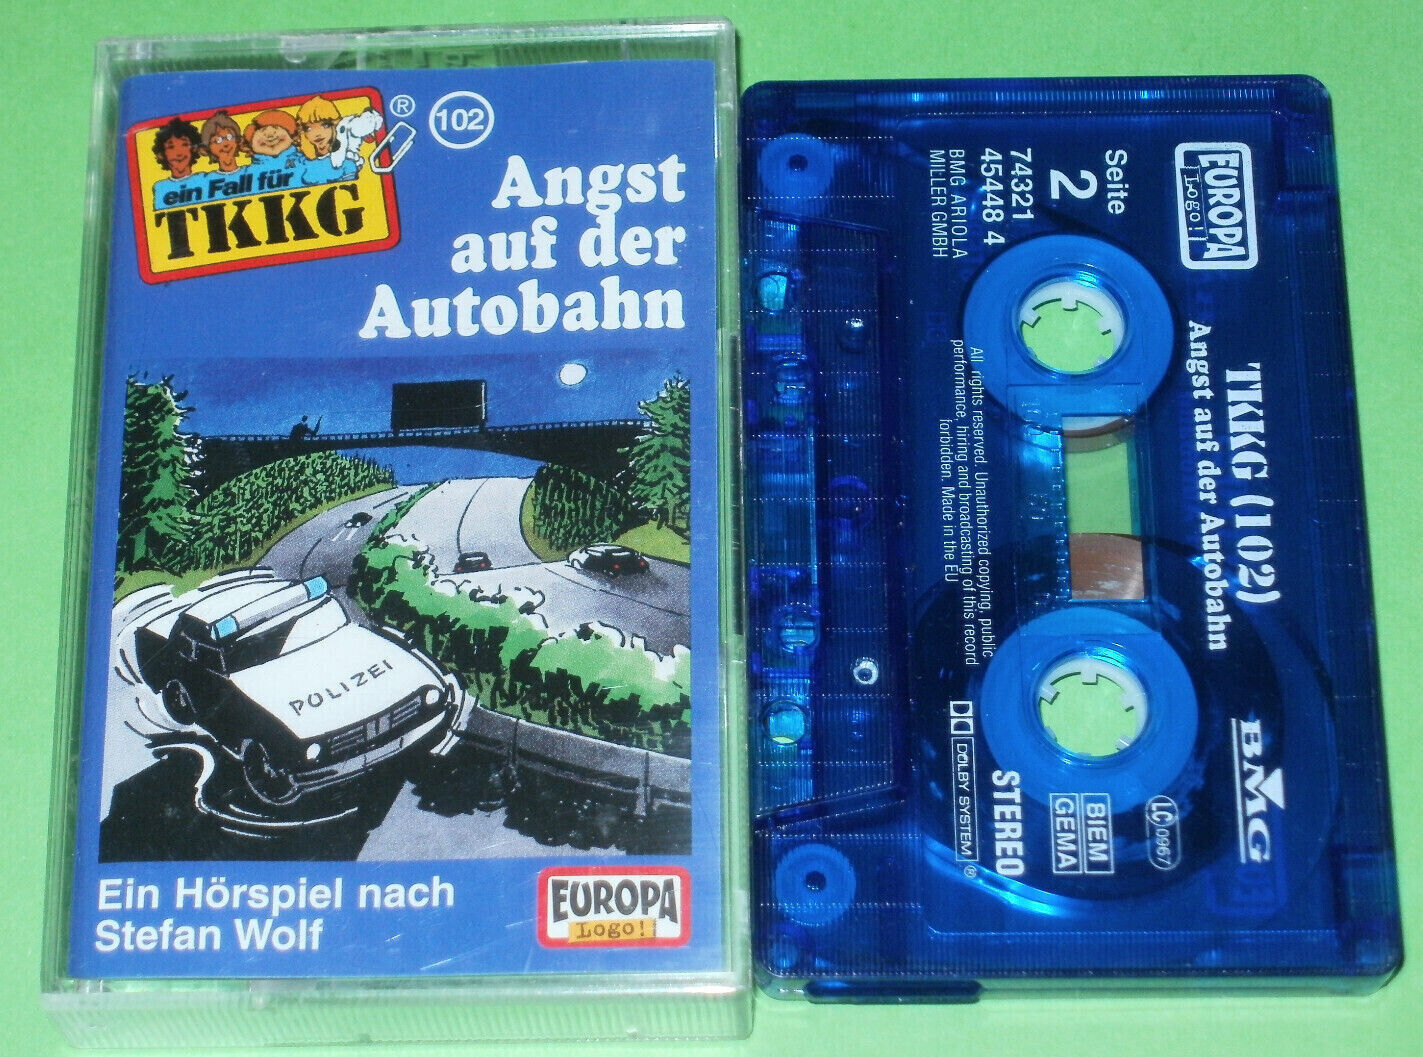 ein Fall für
TKKG
®
102
Angst
auf der
Autobahn
POLIZEI
Ein Hörspiel nach
Stefan Wolf
EUROPA
Logo!
EUROPA
Logo!
TKKG (102)
Angst auf der Autobahn
BMG
Seite
2
74321
45448 4
BMG ARIOLA
MILLER GMBH
All rights reserved. Unauthorized copying, public
performance, hiring and broadcasting of this record
forbidden. Made in the EU
DOLBY SYSTEM
®
STEREO
BIEM
GEMA
LC 0967